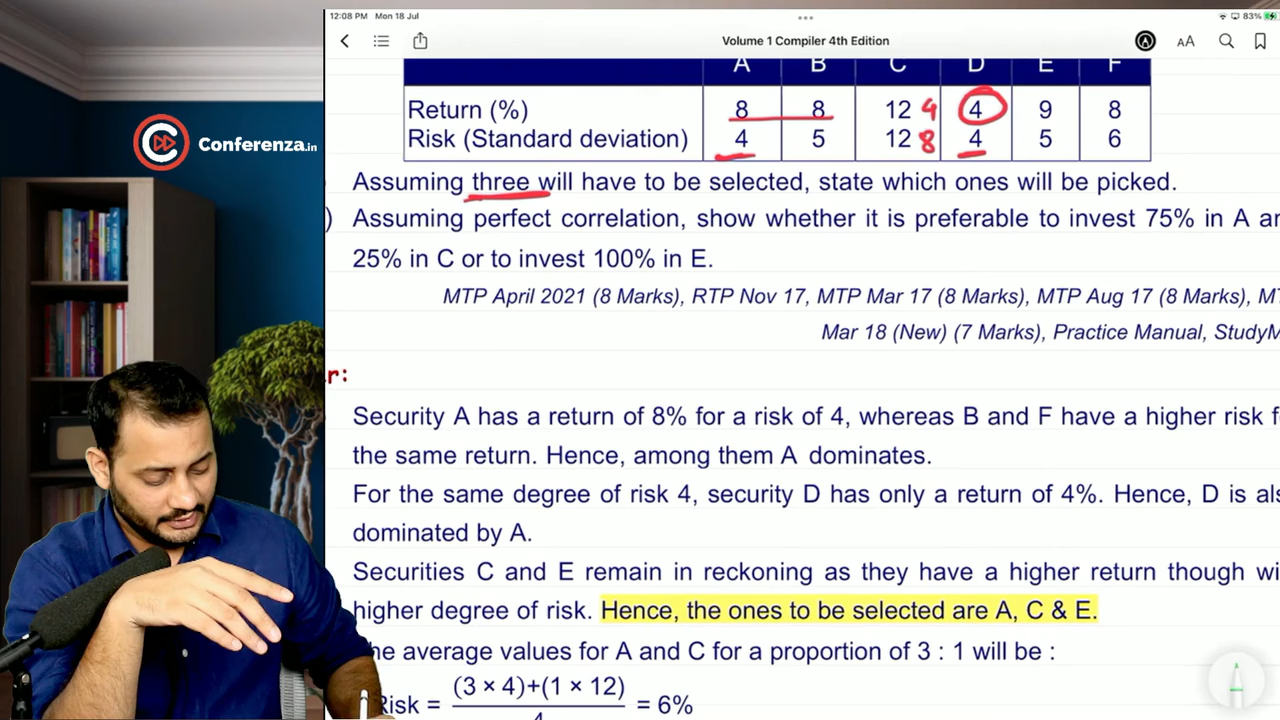 12:08 PM Mon 18 Jul
83%
Volume 1 Compiler 4th Edition
AA
Conferenza.in
A B C D E F
Return (%) 8 8 12 4 9 8
Risk (Standard deviation) 4 5 12 8 4 5 6
Assuming three will have to be selected, state which ones will be picked.
) Assuming perfect correlation, show whether it is preferable to invest 75% in A
25% in C or to invest 100% in E.
MTP April 2021 (8 Marks), RTP Nov 17, MTP Mar 17 (8 Marks), MTP Aug 17 (8 Marks),
Mar 18 (New) (7 Marks), Practice Manual,
r:
Security A has a return of 8% for a risk of 4, whereas B and F have a higher risk
the same return. Hence, among them A dominates.
For the same degree of risk 4, security D has only a return of 4%. Hence, D is
dominated by A.
Securities C and E remain in reckoning as they have a higher return though
higher degree of risk. Hence, the ones to be selected are A, C & E.
average values for A and C for a proportion of 3 : 1 will be :
Risk = (3 × 4)+(1 × 12) = 6%
4